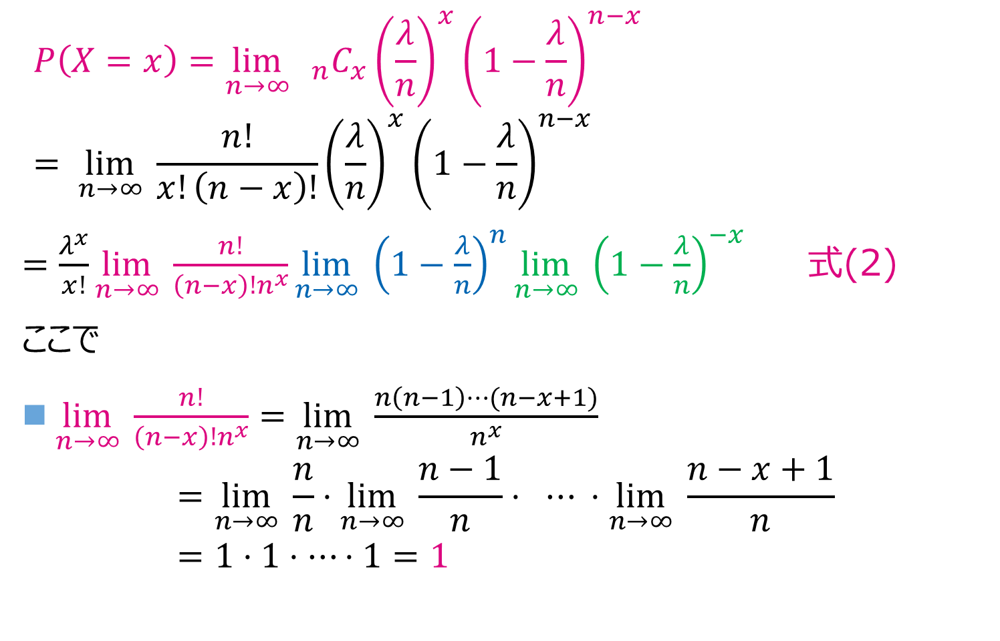 P(X = x) = lim_{n→∞} _nC_x (λ/n)^x (1 − λ/n)^{n−x}
= lim_{n→∞} n!/(x!(n − x)!) (λ/n)^x (1 − λ/n)^{n−x}
= λ^x/x! lim_{n→∞} n!/((n−x)!n^x) lim_{n→∞} (1 − λ/n)^n lim_{n→∞} (1 − λ/n)^{−x} 式(2)
ここで
■ lim_{n→∞} n!/((n−x)!n^x) = lim_{n→∞} n(n−1)⋯(n−x+1)/n^x
= lim_{n→∞} n/n · lim_{n→∞} (n − 1)/n · ⋯ · lim_{n→∞} (n − x + 1)/n
= 1 · 1 · ⋯ · 1 = 1